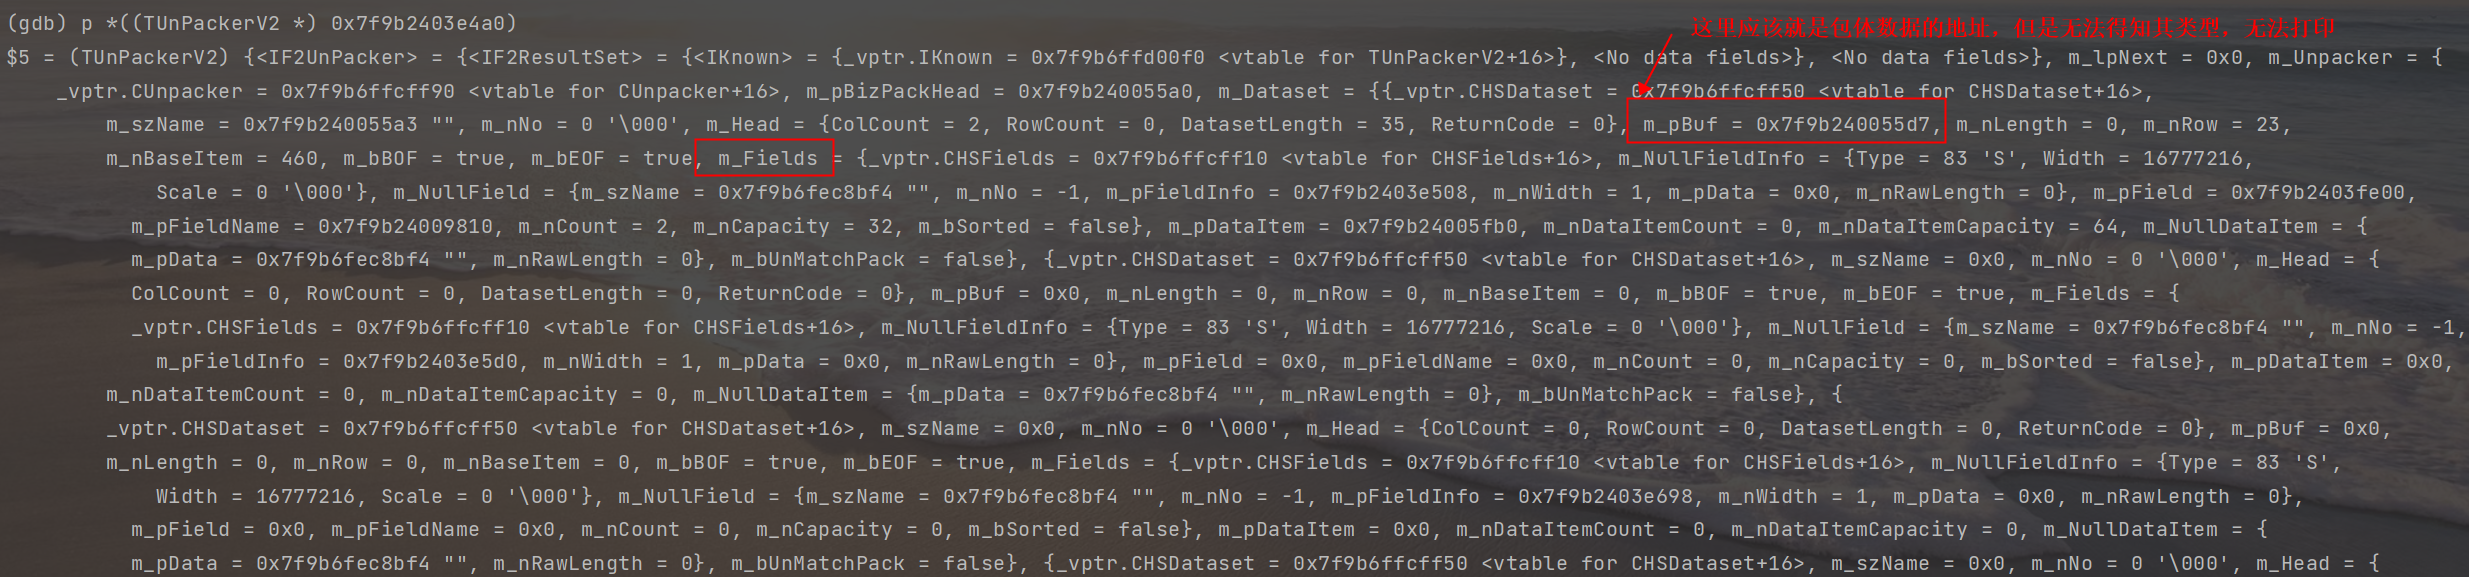 (gdb) p *((TUnPackerV2 *) 0x7f9b2403e4a0)
这里应该就是包体数据的地址，但是无法得知其类型，无法打印
$5 = (TUnPackerV2) {<IF2UnPacker> = {<IF2ResultSet> = {<IKnown> = {_vptr.IKnown = 0x7f9b6ffd00f0 <vtable for TUnPackerV2+16>}, <No data fields>}, <No data fields>}, m_lpNext = 0x0, m_Unpacker = {
_vptr.CUnpacker = 0x7f9b6ffcff90 <vtable for CUnpacker+16>, m_pBizPackHead = 0x7f9b240055a0, m_Dataset = {{_vptr.CHSDataset = 0x7f9b6ffcff50 <vtable for CHSDataset+16>,
m_szName = 0x7f9b240055a3 "", m_nNo = 0 '\000', m_Head = {ColCount = 2, RowCount = 0, DatasetLength = 35, ReturnCode = 0}, m_pBuf = 0x7f9b240055d7, m_nLength = 0, m_nRow = 23,
m_nBaseItem = 460, m_bBOF = true, m_bEOF = true, m_Fields = {_vptr.CHSFields = 0x7f9b6ffcff10 <vtable for CHSFields+16>, m_NullFieldInfo = {Type = 83 'S', Width = 16777216,
Scale = 0 '\000'}, m_NullField = {m_szName = 0x7f9b6fec8bf4 "", m_nNo = -1, m_pFieldInfo = 0x7f9b2403e508, m_nWidth = 1, m_pData = 0x0, m_nRawLength = 0}, m_pField = 0x7f9b2403fe00,
m_pFieldName = 0x7f9b24009810, m_nCount = 2, m_nCapacity = 32, m_bSorted = false}, m_pDataItem = 0x7f9b24005fb0, m_nDataItemCount = 0, m_nDataItemCapacity = 64, m_NullDataItem = {
m_pData = 0x7f9b6fec8bf4 "", m_nRawLength = 0}, m_bUnMatchPack = false}, {_vptr.CHSDataset = 0x7f9b6ffcff50 <vtable for CHSDataset+16>, m_szName = 0x0, m_nNo = 0 '\000', m_Head = {
ColCount = 0, RowCount = 0, DatasetLength = 0, ReturnCode = 0}, m_pBuf = 0x0, m_nLength = 0, m_nRow = 0, m_nBaseItem = 0, m_bBOF = true, m_bEOF = true, m_Fields = {
_vptr.CHSFields = 0x7f9b6ffcff10 <vtable for CHSFields+16>, m_NullFieldInfo = {Type = 83 'S', Width = 16777216, Scale = 0 '\000'}, m_NullField = {m_szName = 0x7f9b6fec8bf4 "", m_nNo = -1,
m_pFieldInfo = 0x7f9b2403e5d0, m_nWidth = 1, m_pData = 0x0, m_nRawLength = 0}, m_pField = 0x0, m_pFieldName = 0x0, m_nCount = 0, m_nCapacity = 0, m_bSorted = false}, m_pDataItem = 0x0,
m_nDataItemCount = 0, m_nDataItemCapacity = 0, m_NullDataItem = {m_pData = 0x7f9b6fec8bf4 "", m_nRawLength = 0}, m_bUnMatchPack = false}, {
_vptr.CHSDataset = 0x7f9b6ffcff50 <vtable for CHSDataset+16>, m_szName = 0x0, m_nNo = 0 '\000', m_Head = {ColCount = 0, RowCount = 0, DatasetLength = 0, ReturnCode = 0}, m_pBuf = 0x0,
m_nLength = 0, m_nRow = 0, m_nBaseItem = 0, m_bBOF = true, m_bEOF = true, m_Fields = {_vptr.CHSFields = 0x7f9b6ffcff10 <vtable for CHSFields+16>, m_NullFieldInfo = {Type = 83 'S',
Width = 16777216, Scale = 0 '\000'}, m_NullField = {m_szName = 0x7f9b6fec8bf4 "", m_nNo = -1, m_pFieldInfo = 0x7f9b2403e698, m_nWidth = 1, m_pData = 0x0, m_nRawLength = 0},
m_pField = 0x0, m_pFieldName = 0x0, m_nCount = 0, m_nCapacity = 0, m_bSorted = false}, m_pDataItem = 0x0, m_nDataItemCount = 0, m_nDataItemCapacity = 0, m_NullDataItem = {
m_pData = 0x7f9b6fec8bf4 "", m_nRawLength = 0}, m_bUnMatchPack = false}, {_vptr.CHSDataset = 0x7f9b6ffcff50 <vtable for CHSDataset+16>, m_szName = 0x0, m_nNo = 0 '\000', m_Head = {